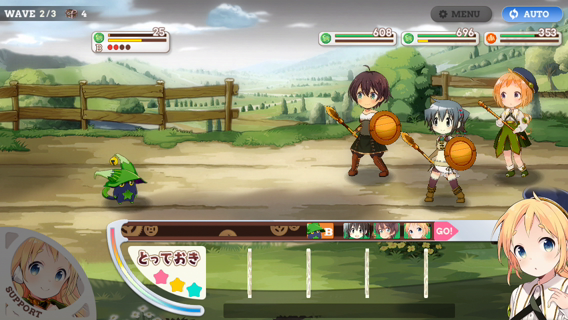 WAVE 2/3 4
MENU
AUTO
25
B
608
696
353
B
GO!
とっておき
SUPPORT